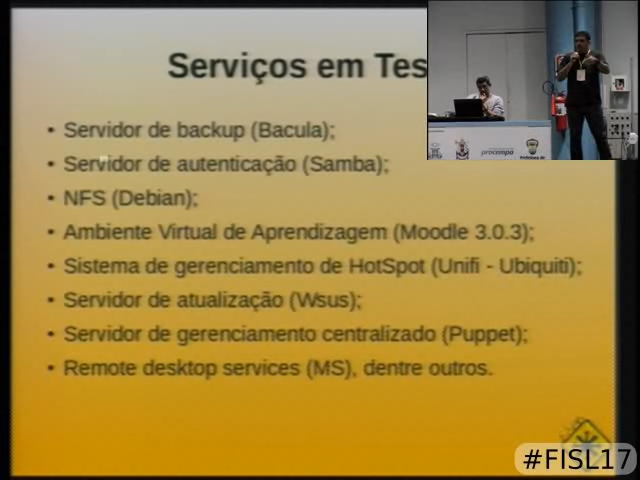 Serviços em Tes
• Servidor de backup (Bacula);
• Servidor de autenticação (Samba);
• NFS (Debian);
• Ambiente Virtual de Aprendizagem (Moodle 3.0.3);
• Sistema de gerenciamento de HotSpot (Unifi - Ubiquiti);
• Servidor de atualização (Wsus);
• Servidor de gerenciamento centralizado (Puppet);
• Remote desktop services (MS), dentre outros.
procempa
#FISL17